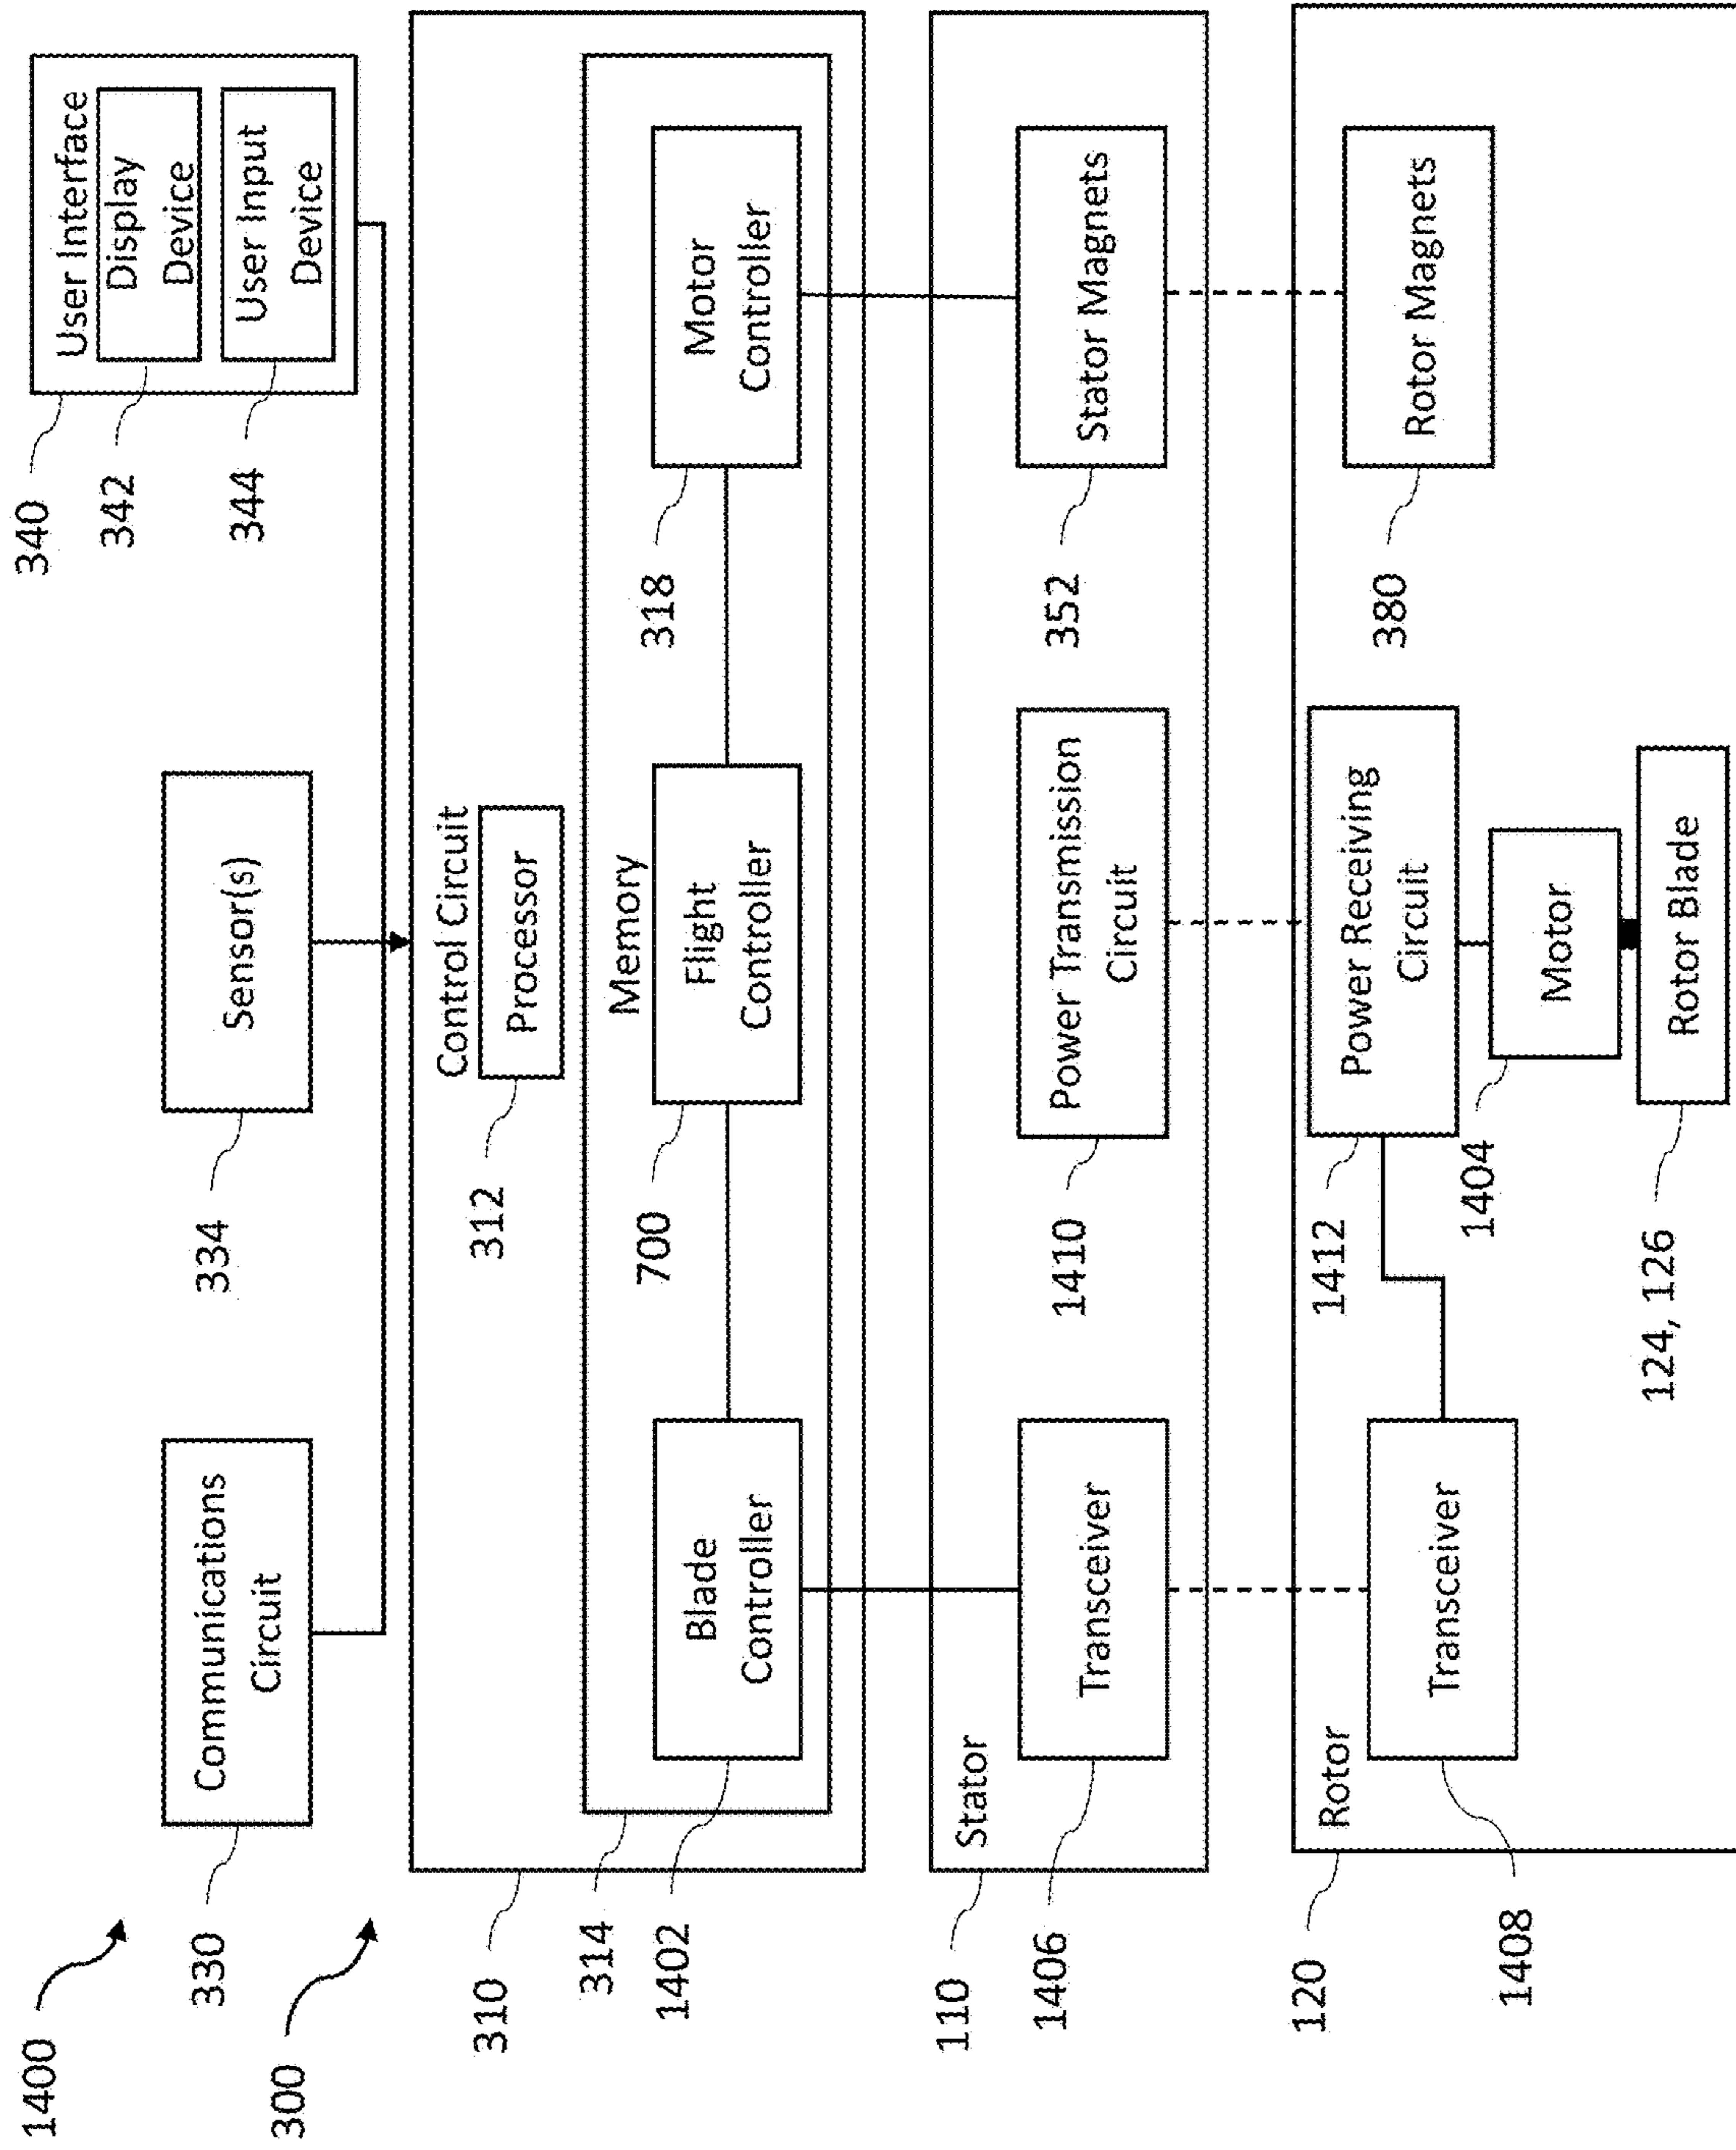 1400
300
Communications
Circuit
330
Sensor(s)
334
User Interface
Display
Device
User Input
Device
340
342
344
Control Circuit
Processor
310
312
Memory
314
Blade
Controller
1402
Flight
Controller
700
Motor
Controller
318
Stator
110
Transceiver
1406
Power Transmission
Circuit
1410
Stator Magnets
352
Rotor
120
Transceiver
1408
Power Receiving
Circuit
1412
Motor
1404
Rotor Blade
124, 126
Rotor Magnets
380